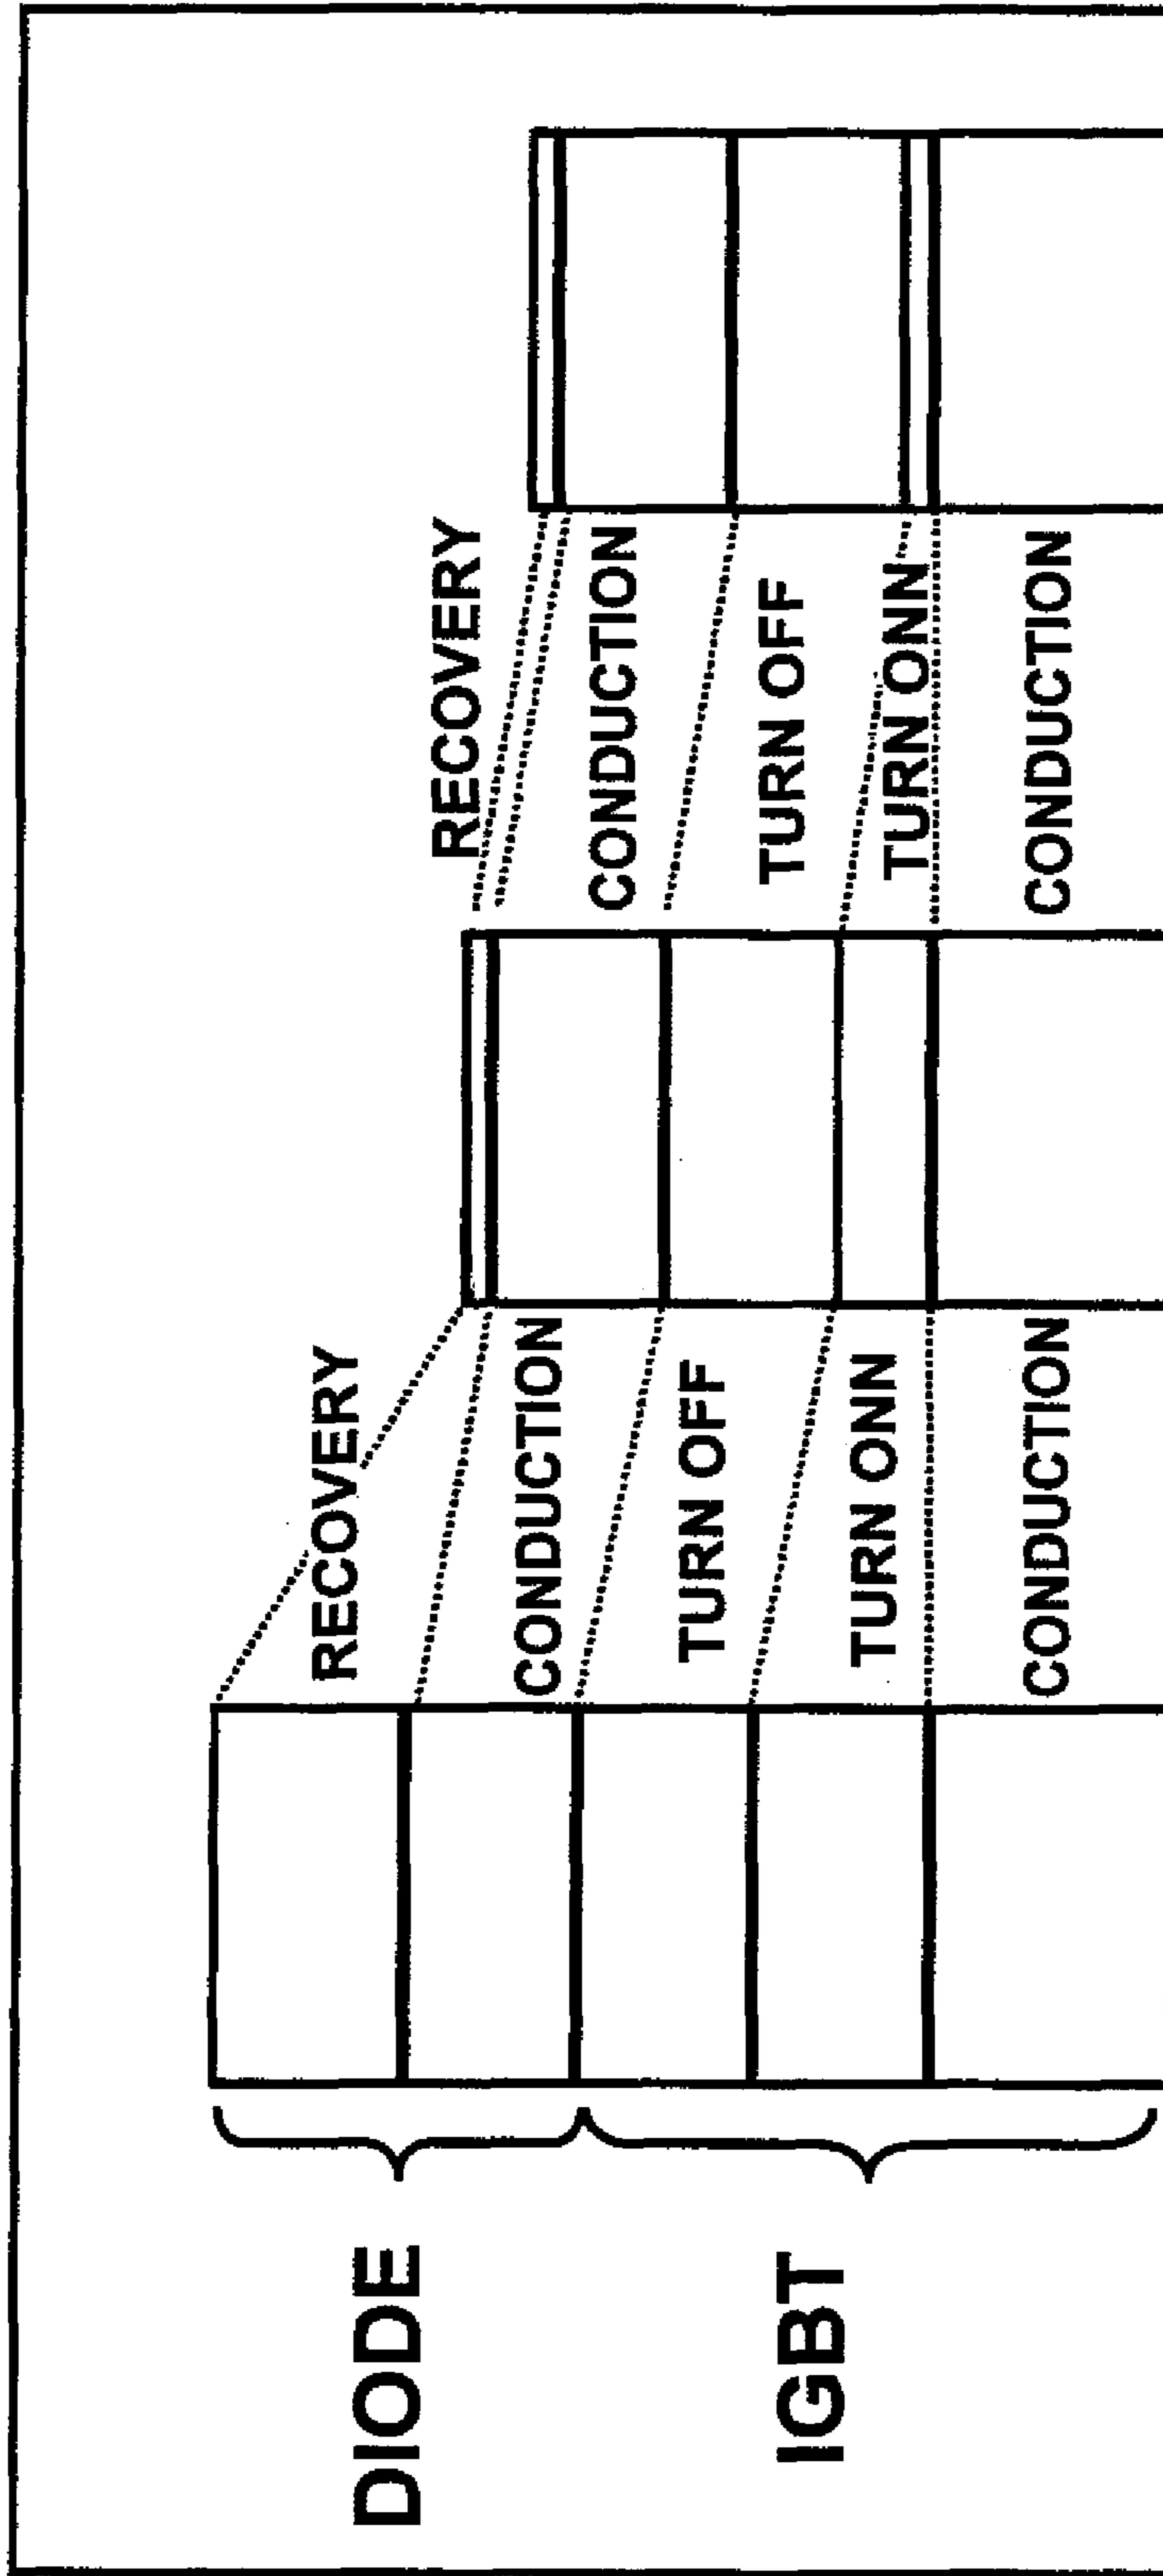 DIODE
IGBT
RECOVERY
CONDUCTION
TURN OFF
TURN ONN
CONDUCTION
RECOVERY
CONDUCTION
TURN OFF
TURN ONN
CONDUCTION